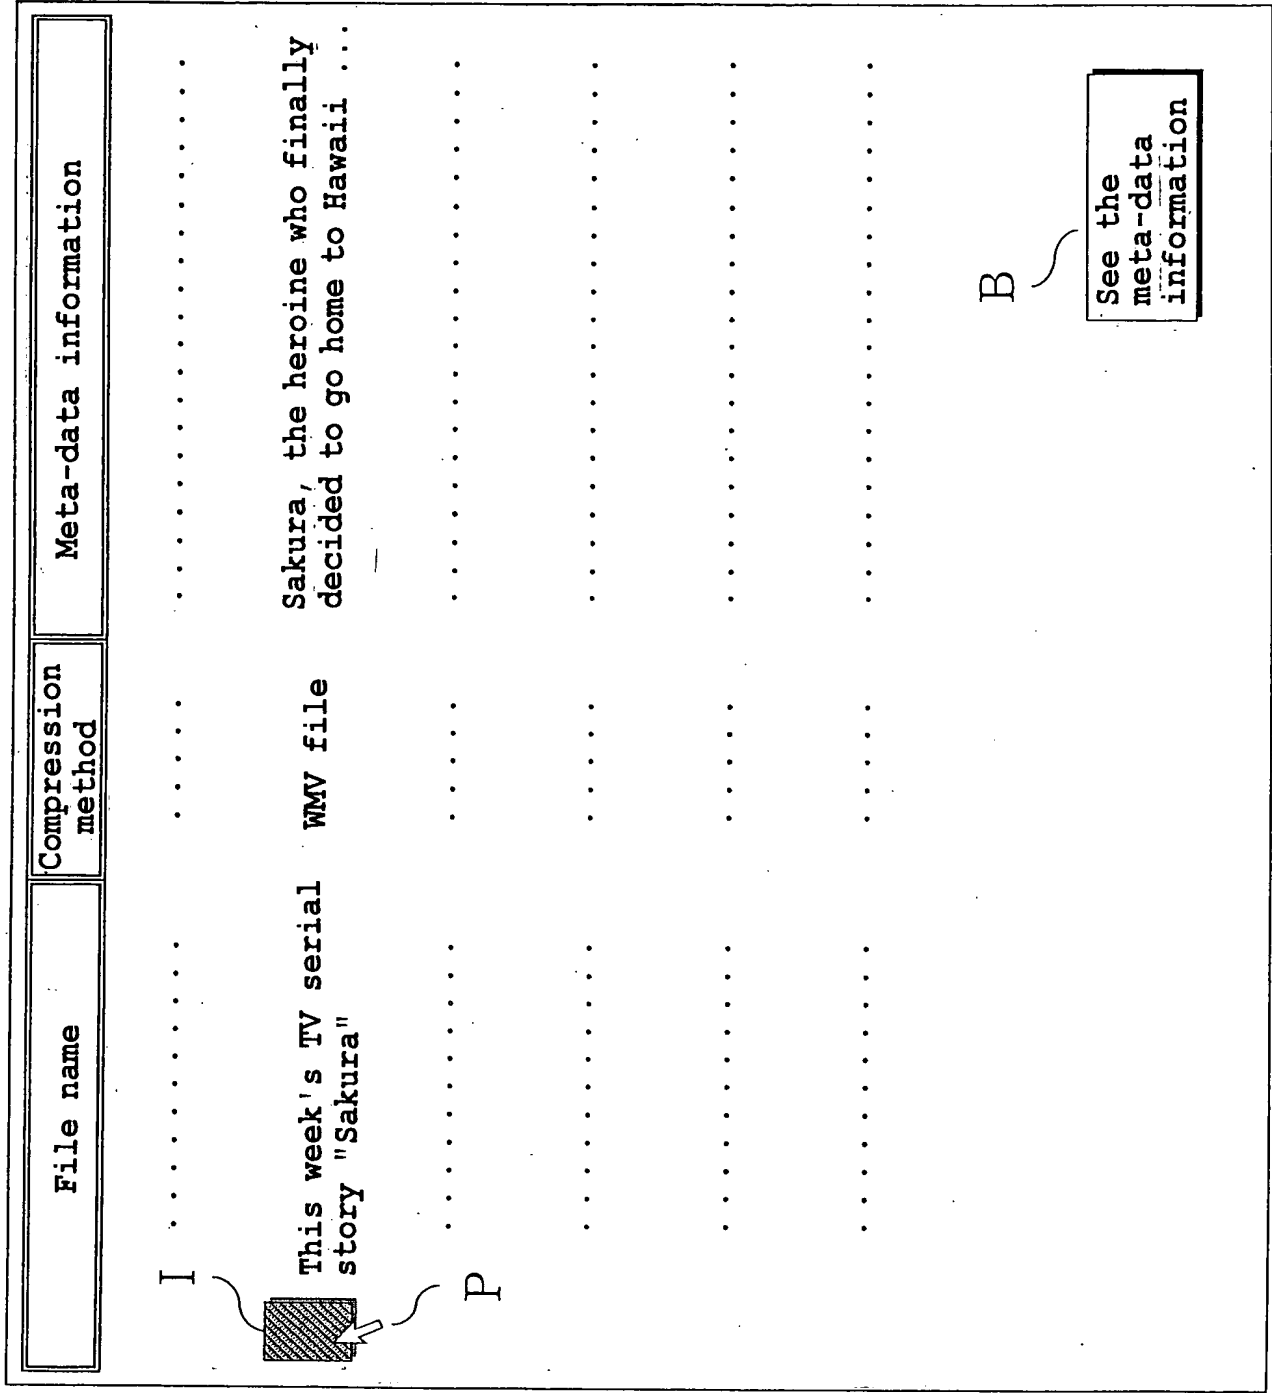 File name
Compression
method
Meta-data information
. . . . . . . . . . .
. . . . .
. . . . . . . . . . . . . . . . . . . .
I
This week's TV serial
story "Sakura"
WMV file
Sakura, the heroine who finally
decided to go home to Hawaii ...
P
. . . . . . . . . . .
. . . . .
. . . . . . . . . . . . . . . . . . . .
. . . . . . . . . . .
. . . . .
. . . . . . . . . . . . . . . . . . . .
. . . . . . . . . . .
. . . . .
. . . . . . . . . . . . . . . . . . . .
. . . . . . . . . . .
. . . . .
. . . . . . . . . . . . . . . . . . . .
B
See the
meta-data
information